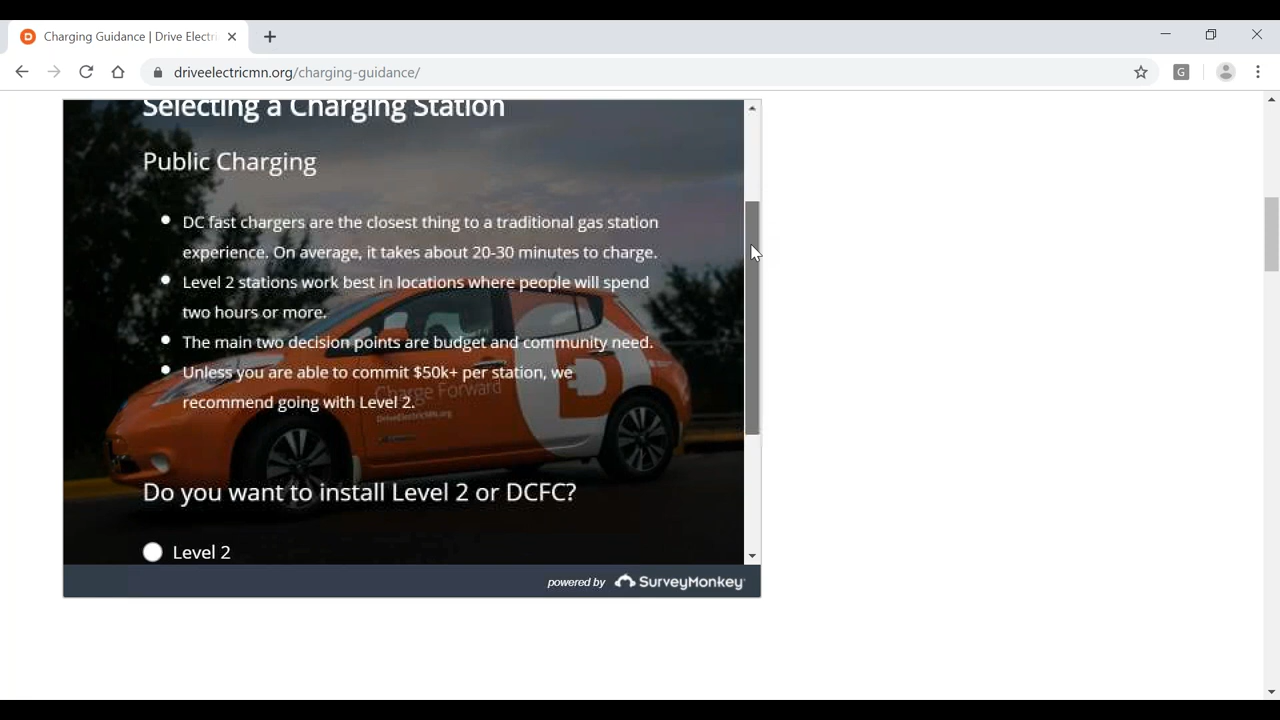 Charging Guidance | Drive Electri
driveelectricmn.org/charging-guidance/
G
Selecting a Charging Station
Public Charging
DC fast chargers are the closest thing to a traditional gas station
experience. On average, it takes about 20-30 minutes to charge.
Level 2 stations work best in locations where people will spend
two hours or more.
The main two decision points are budget and community need.
Unless you are able to commit $50k+ per station, we
recommend going with Level 2.
Charge Forward
DriveElectricMN.org
Do you want to install Level 2 or DCFC?
Level 2
powered by SurveyMonkey